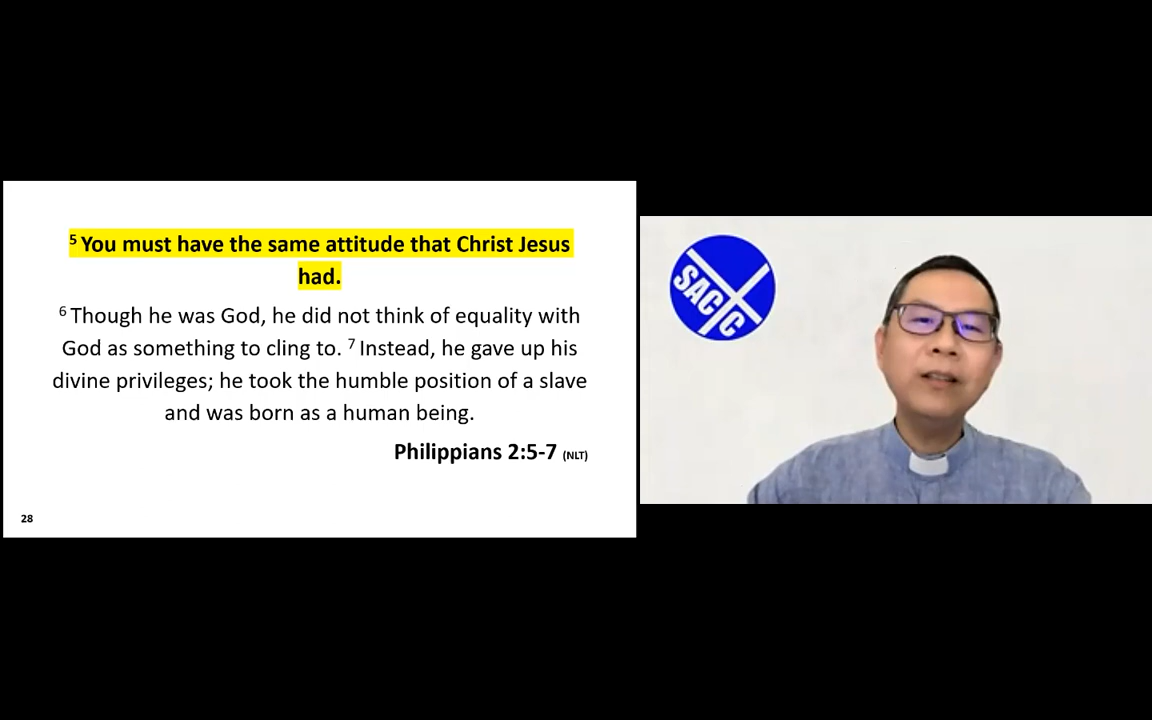 ⁵ You must have the same attitude that Christ Jesus
had.
⁶ Though he was God, he did not think of equality with
God as something to cling to. ⁷ Instead, he gave up his
divine privileges; he took the humble position of a slave
and was born as a human being.
Philippians 2:5-7 (NLT)
28
SACCC